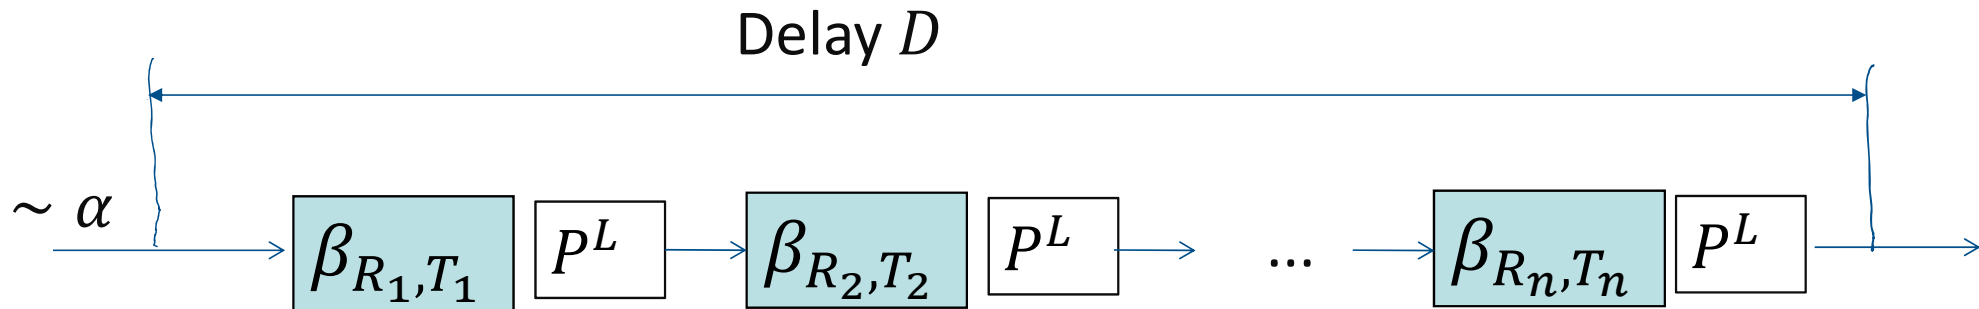 Delay D
~ α
β_{R_1,T_1} P^L β_{R_2,T_2} P^L ... β_{R_n,T_n} P^L